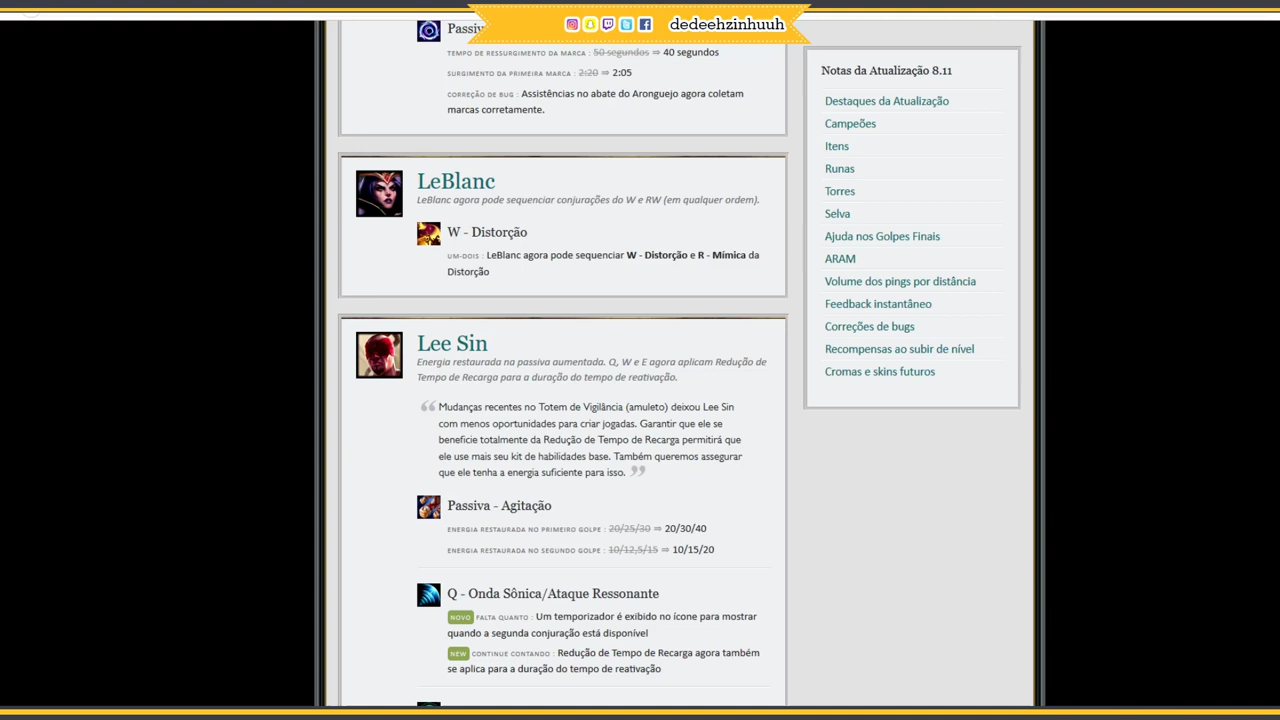 dedeehzinhuuh
TEMPO DE RESSURGIMENTO DA MARCA : 50 segundos ⇒ 40 segundos
SURGIMENTO DA PRIMEIRA MARCA : 2:20 ⇒ 2:05
CORREÇÃO DE BUG : Assistências no abate do Aronguejo agora coletam
marcas corretamente.
LeBlanc
LeBlanc agora pode sequenciar conjurações do W e RW (em qualquer ordem).
W - Distorção
UM-DOIS : LeBlanc agora pode sequenciar W - Distorção e R - Mímica da
Distorção
Lee Sin
Energia restaurada na passiva aumentada. Q, W e E agora aplicam Redução de
Tempo de Recarga para a duração do tempo de reativação.
“ Mudanças recentes no Totem de Vigilância (amuleto) deixou Lee Sin
com menos oportunidades para criar jogadas. Garantir que ele se
beneficie totalmente da Redução de Tempo de Recarga permitirá que
ele use mais seu kit de habilidades base. Também queremos assegurar
que ele tenha a energia suficiente para isso. ”
Passiva - Agitação
ENERGIA RESTAURADA NO PRIMEIRO GOLPE : 20/25/30 ⇒ 20/30/40
ENERGIA RESTAURADA NO SEGUNDO GOLPE : 10/12,5/15 ⇒ 10/15/20
Q - Onda Sônica/Ataque Ressonante
NOVO FALTA QUANTO : Um temporizador é exibido no ícone para mostrar
quando a segunda conjuração está disponível
NEW CONTINUE CONTANDO : Redução de Tempo de Recarga agora também
se aplica para a duração do tempo de reativação
Notas da Atualização 8.11
Destaques da Atualização
Campeões
Itens
Runas
Torres
Selva
Ajuda nos Golpes Finais
ARAM
Volume dos pings por distância
Feedback instantâneo
Correções de bugs
Recompensas ao subir de nível
Cromas e skins futuros